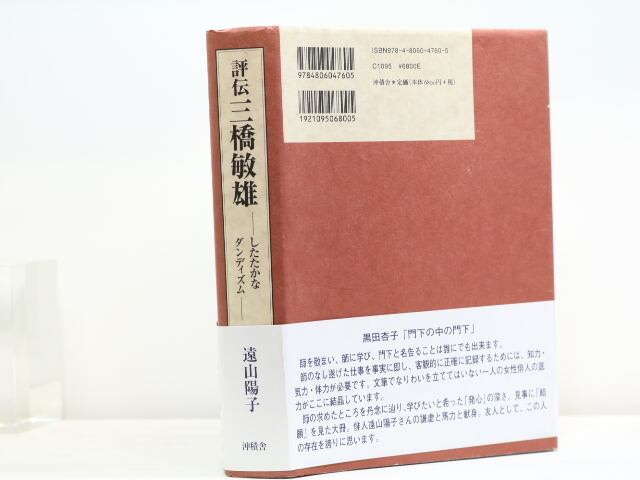 評伝 三橋敏雄
――したたかな
ダンディズム――
遠山陽子
沖積舎
ISBN978-4-8060-4760-5
C1095 ¥6800E
沖積舎＊定価(本体6800円＋税)
9784806047605
1921095068005
黒田杏子「門下の中の門下」
師を敬まい、師に学び、門下と名告ることは誰にでも出来ます。
師のなし遂げた仕事を事実に即し、客観的に正確に記録するためには、知力・
気力・体力が必要です。文筆でなりわいを立ててはいない一人の女性俳人の底
力がここに結晶しています。
師の求めたところを丹念に辿り、学びたいと希った「発心」の深さ。見事に「結
願」を見た大冊。俳人遠山陽子さんの謙虚と馬力と献身。友人として、この人
の存在を誇りに思います。